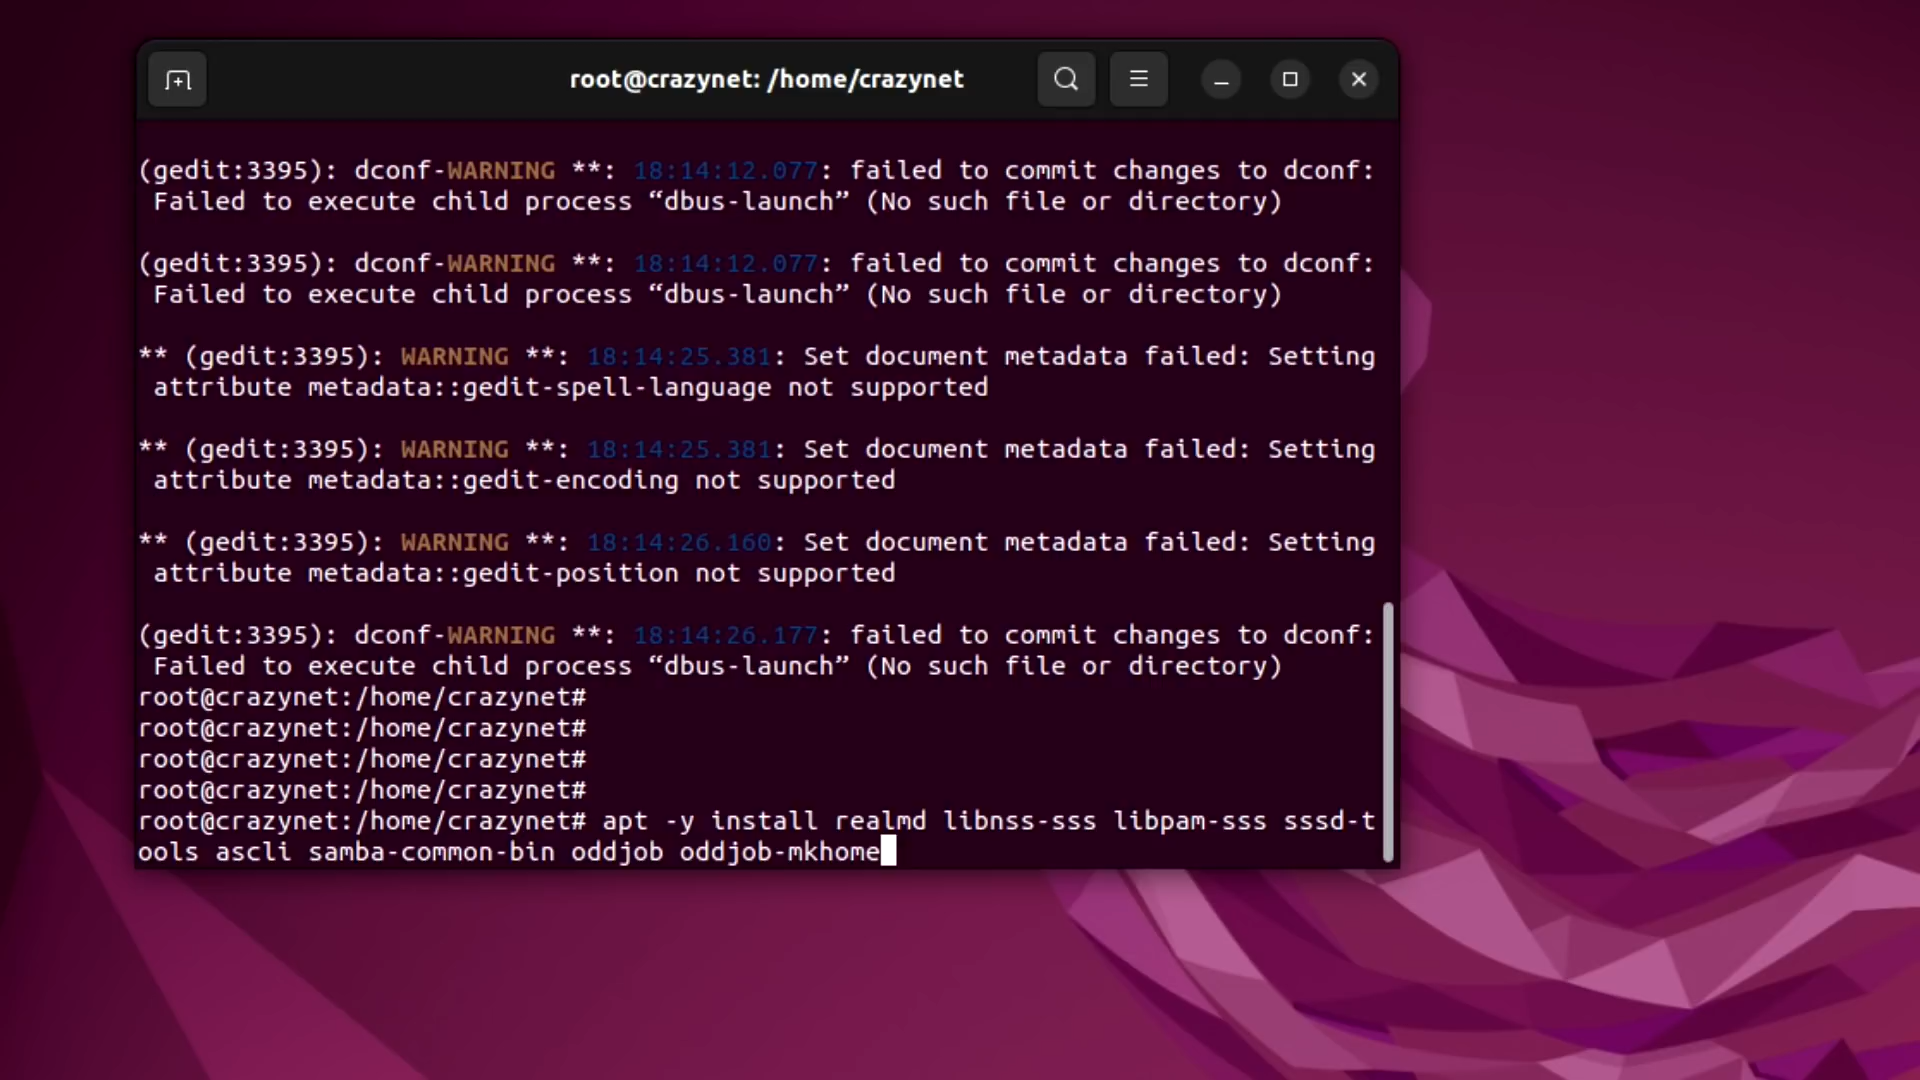 root@crazynet: /home/crazynet
(gedit:3395): dconf-WARNING **: 18:14:12.077: failed to commit changes to dconf:
Failed to execute child process “dbus-launch” (No such file or directory)
(gedit:3395): dconf-WARNING **: 18:14:12.077: failed to commit changes to dconf:
Failed to execute child process “dbus-launch” (No such file or directory)
** (gedit:3395): WARNING **: 18:14:25.381: Set document metadata failed: Setting
attribute metadata::gedit-spell-language not supported
** (gedit:3395): WARNING **: 18:14:25.381: Set document metadata failed: Setting
attribute metadata::gedit-encoding not supported
** (gedit:3395): WARNING **: 18:14:26.160: Set document metadata failed: Setting
attribute metadata::gedit-position not supported
(gedit:3395): dconf-WARNING **: 18:14:26.177: failed to commit changes to dconf:
Failed to execute child process “dbus-launch” (No such file or directory)
root@crazynet:/home/crazynet#
root@crazynet:/home/crazynet#
root@crazynet:/home/crazynet#
root@crazynet:/home/crazynet#
root@crazynet:/home/crazynet# apt -y install realmd libnss-sss libpam-sss sssd-t
ools ascli samba-common-bin oddjob oddjob-mkhome